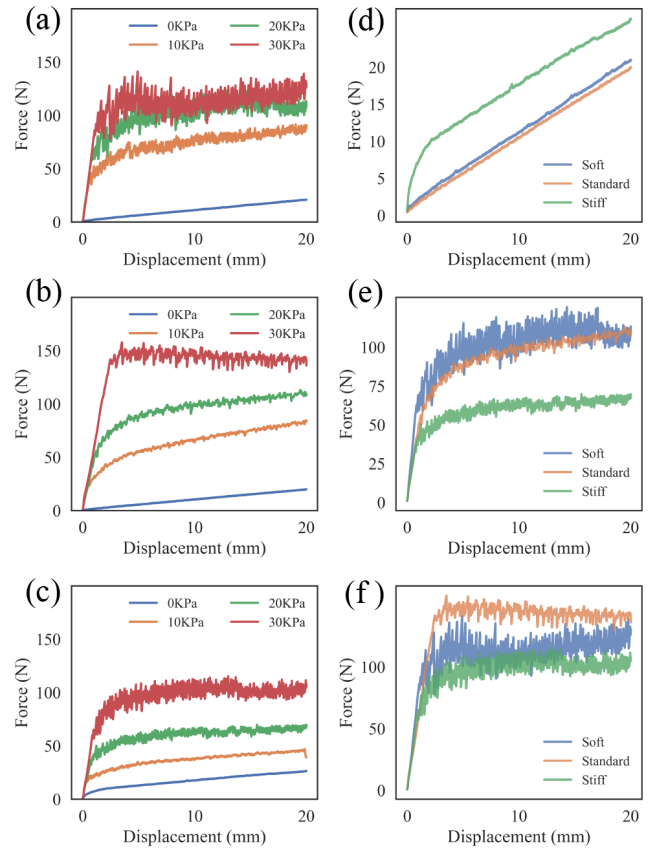 (a)
0KPa 20KPa
10KPa 30KPa
150
100
50
0
Force (N)
0 10 20
Displacement (mm)
(d)
20
15
10
5
0
Force (N)
Soft
Standard
Stiff
0 10 20
Displacement (mm)
(b)
0KPa 20KPa
10KPa 30KPa
150
100
50
0
Force (N)
0 10 20
Displacement (mm)
(e)
100
75
50
25
0
Force (N)
Soft
Standard
Stiff
0 10 20
Displacement (mm)
(c)
0KPa 20KPa
10KPa 30KPa
150
100
50
0
Force (N)
0 10 20
Displacement (mm)
(f)
100
50
0
Force (N)
Soft
Standard
Stiff
0 10 20
Displacement (mm)